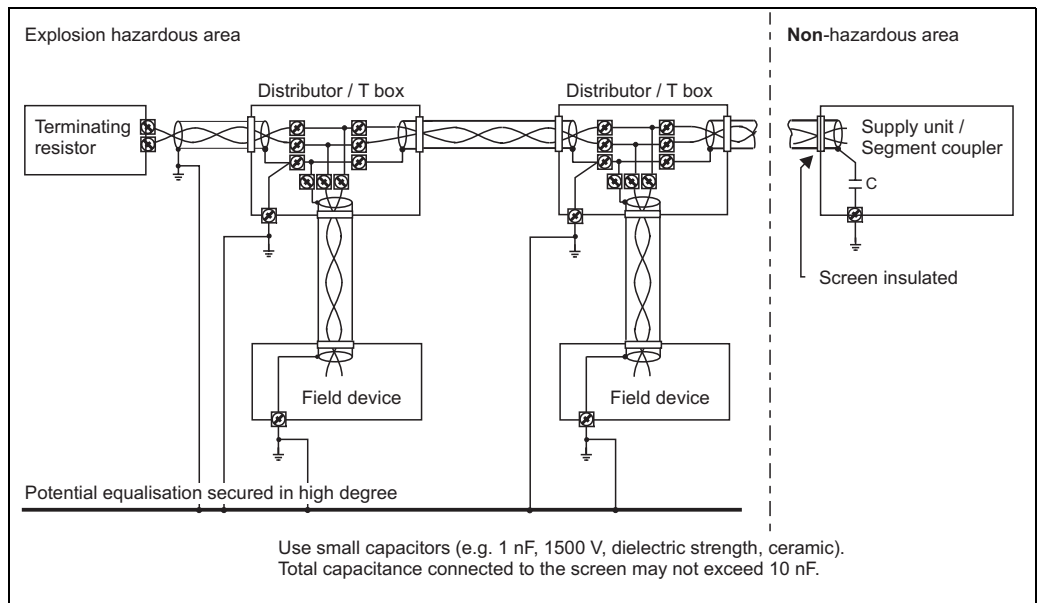 Explosion hazardous area
Non-hazardous area
Distributor / T box
Distributor / T box
Terminating
resistor
Supply unit /
Segment coupler
C
Screen insulated
Field device
Field device
Potential equalisation secured in high degree
Use small capacitors (e.g. 1 nF, 1500 V, dielectric strength, ceramic).
Total capacitance connected to the screen may not exceed 10 nF.